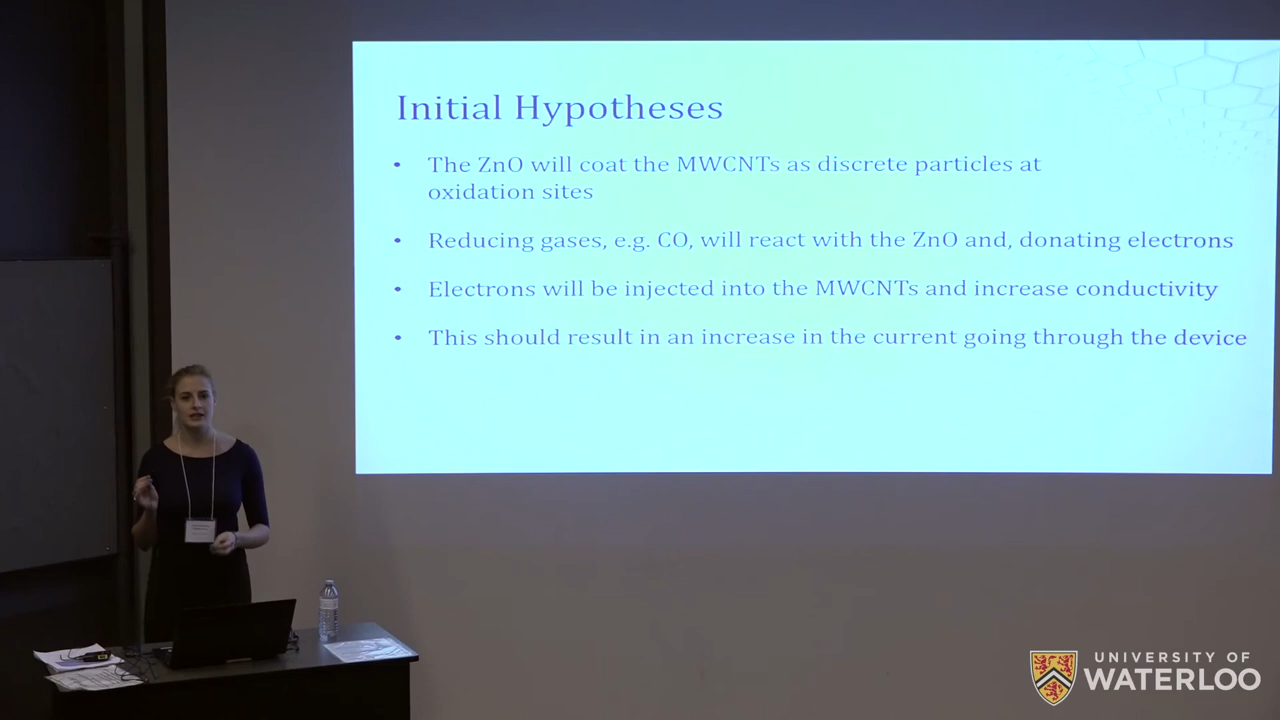 Initial Hypotheses
• The ZnO will coat the MWCNTs as discrete particles at
oxidation sites
• Reducing gases, e.g. CO, will react with the ZnO and, donating electrons
• Electrons will be injected into the MWCNTs and increase conductivity
• This should result in an increase in the current going through the device
UNIVERSITY OF
WATERLOO